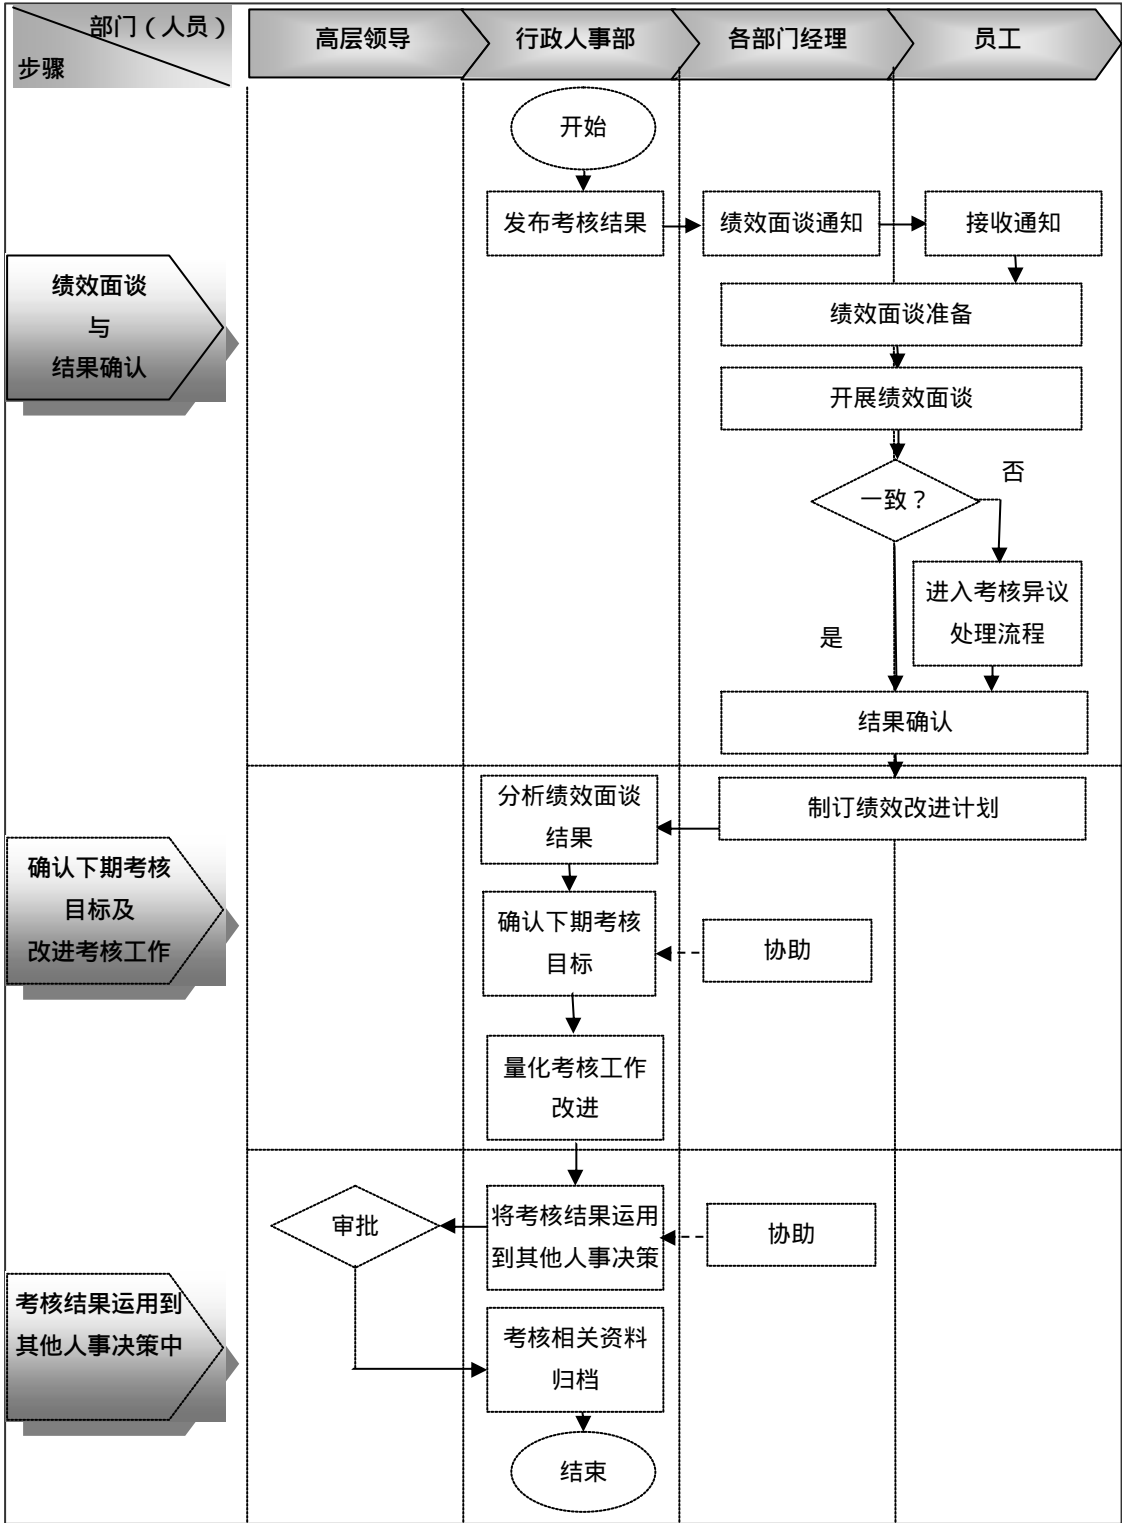 部门（人员）
步骤
高层领导
行政人事部
各部门经理
员工
开始
发布考核结果
绩效面谈通知
接收通知
绩效面谈
与
结果确认
绩效面谈准备
开展绩效面谈
一致？
否
是
进入考核异议
处理流程
结果确认
制订绩效改进计划
分析绩效面谈
结果
确认下期考核
目标及
改进考核工作
确认下期考核
目标
协助
量化考核工作
改进
审批
将考核结果运用
到其他人事决策
协助
考核结果运用到
其他人事决策中
考核相关资料
归档
结束